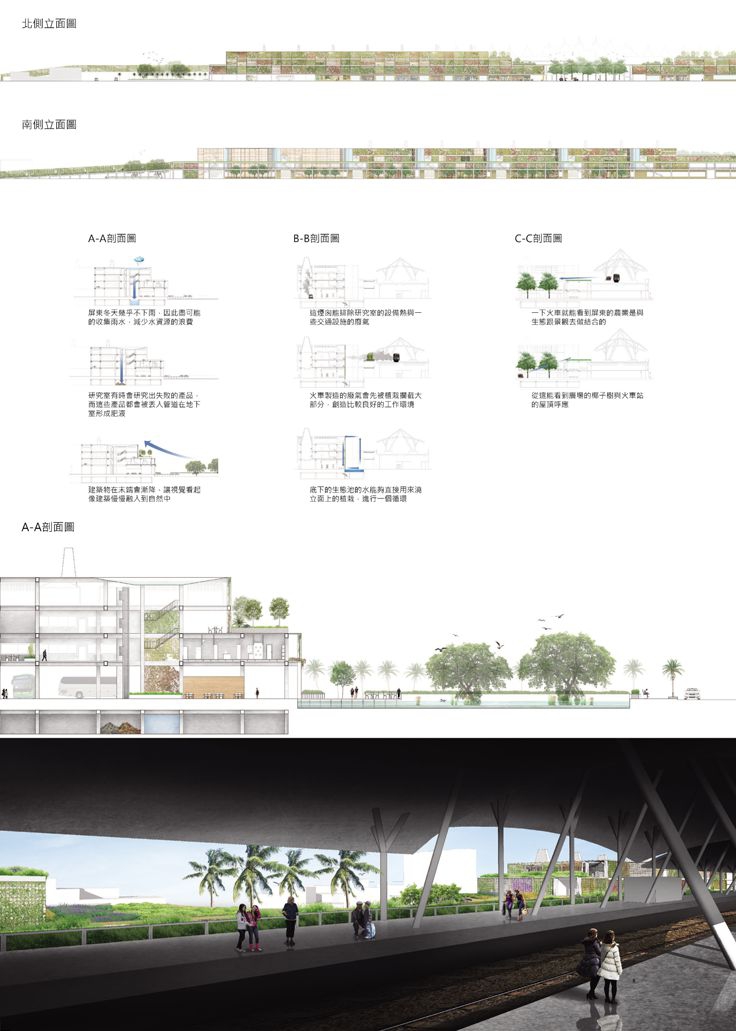 北側立面圖
南側立面圖
A-A剖面圖
屏東冬天幾乎不下雨，因此盡可能
的收集雨水，減少水資源的浪費
研究室有時會研究出失敗的產品，
而這些產品都會被丟入管道在地下
室形成肥液
建築物在末端會漸降，讓視覺看起
像建築慢慢融入到自然中
B-B剖面圖
這煙囪能排除研究室的設備熱與一
些交通設施的廢氣
火車製造的廢氣會先被植栽攔截大
部分，創造比較良好的工作環境
底下的生態池的水能夠直接用來澆
立面上的植栽，進行一個循環
C-C剖面圖
一下火車就能看到屏東的農業是與
生態跟景觀去做結合的
從這能看到廣場的椰子樹與火車站
的屋頂呼應
A-A剖面圖